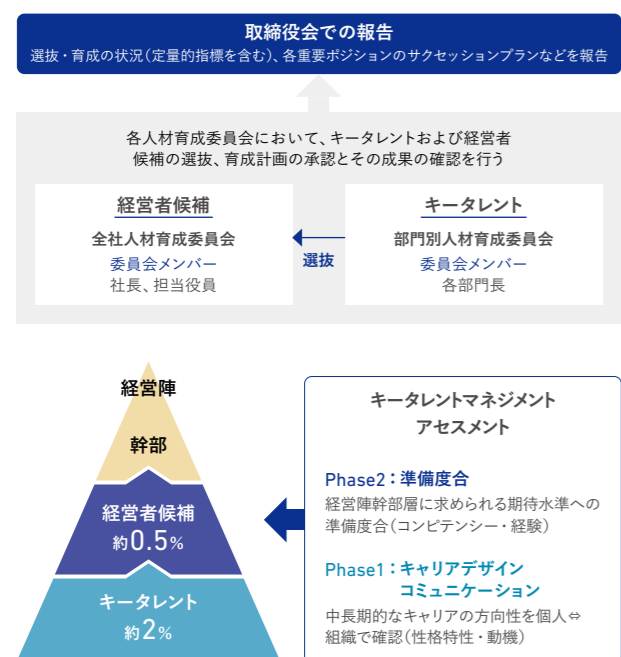 取締役会での報告
選抜・育成の状況（定量的指標を含む）、各重要ポジションのサクセッションプランなどを報告
各人材育成委員会において、キータレントおよび経営者
候補の選抜、育成計画の承認とその成果の確認を行う
経営者候補
全社人材育成委員会
委員会メンバー
社長、担当役員
選抜
キータレント
部門別人材育成委員会
委員会メンバー
各部門長
経営陣
幹部
経営者候補
約0.5%
キータレント
約2%
キータレントマネジメント
アセスメント
Phase2：準備度合
経営陣幹部層に求められる期待水準への
準備度合（コンピテンシー・経験）
Phase1：キャリアデザイン
コミュニケーション
中長期的なキャリアの方向性を個人⇔
組織で確認（性格特性・動機）